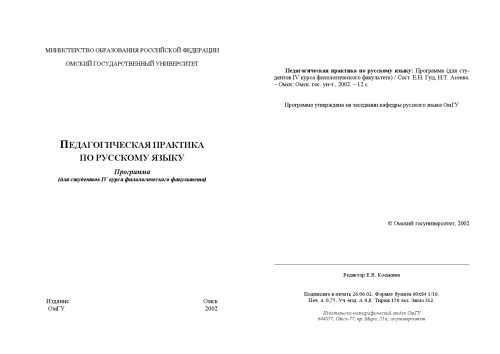 МИНИСТЕРСТВО ОБРАЗОВАНИЯ РОССИЙСКОЙ ФЕДЕРАЦИИ
ОМСКИЙ ГОСУДАРСТВЕННЫЙ УНИВЕРСИТЕТ
ПЕДАГОГИЧЕСКАЯ ПРАКТИКА
ПО РУССКОМУ ЯЗЫКУ
Программа
(для студентов IV курса филологического факультета)
Издание Омск
ОмГУ 2002
Педагогическая практика по русскому языку: Программа (для сту-
дентов IV курса филологического факультета) / Сост. Е.Н. Гуц, Н.Т. Асеева.
– Омск: Омск. гос. ун-т., 2002. – 12 с.
Программа утверждена на заседании кафедры русского языка ОмГУ
© Омский госуниверситет, 2002
Редактор Е.В. Коськина
Подписано в печать 26.06.02. Формат бумаги 60х84 1/16.
Печ. л. 0,75. Уч.-изд. л. 0,8. Тираж 150 экз. Заказ 312.
Издательско-полиграфический отдел ОмГУ
644077, Омск-77, пр. Мира, 55а, госуниверситет